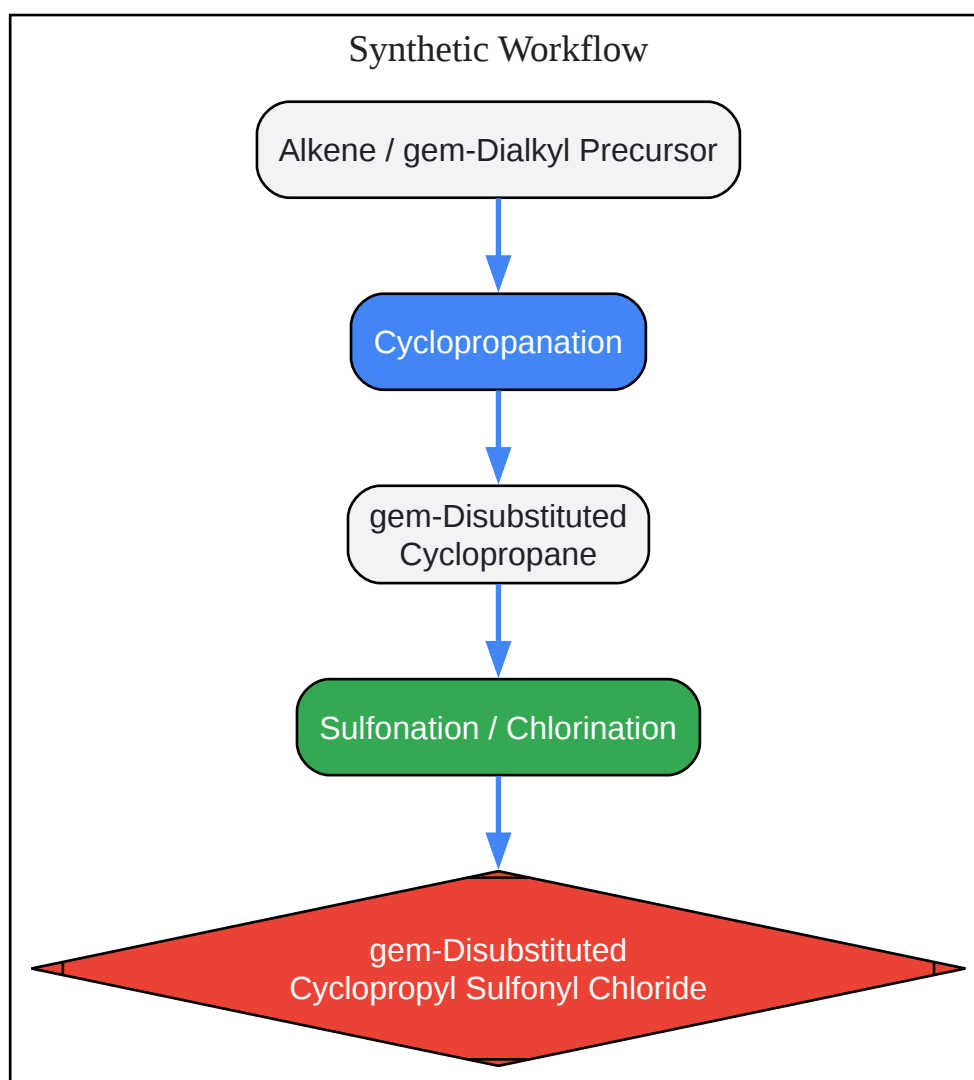 Synthetic Workflow
Alkene / gem-Dialkyl Precursor
Cyclopropanation
gem-Disubstituted
Cyclopropane
Sulfonation / Chlorination
gem-Disubstituted
Cyclopropyl Sulfonyl Chloride